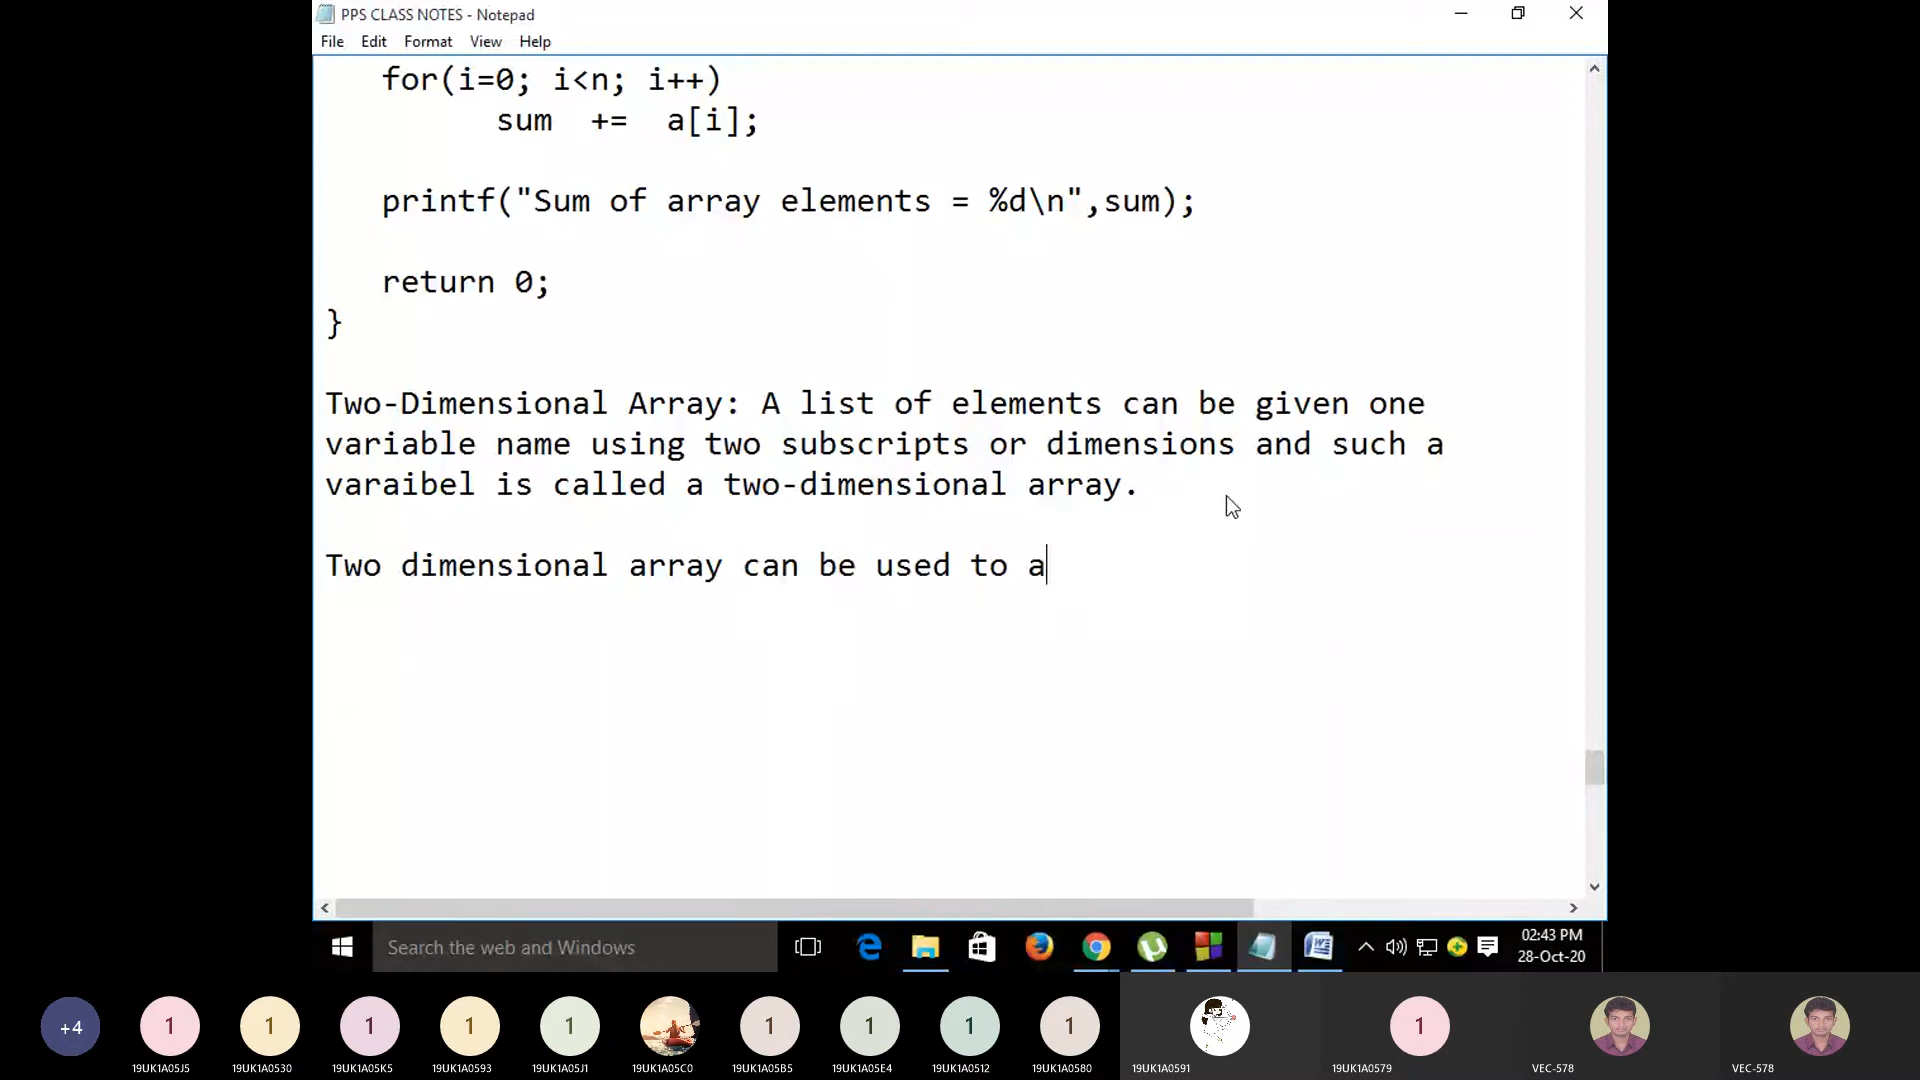 PPS CLASS NOTES - Notepad
File Edit Format View Help
for(i=0; i<n; i++)
sum += a[i];
printf("Sum of array elements = %d\n",sum);
return 0;
}
Two-Dimensional Array: A list of elements can be given one
variable name using two subscripts or dimensions and such a
varaibel is called a two-dimensional array.
Two dimensional array can be used to a
Search the web and Windows
02:43 PM
28-Oct-20
+4 1 1 1 1 1 1 1 1 1 1
19UK1A05J5 19UK1A0530 19UK1A05K5 19UK1A0593 19UK1A05J1 19UK1A05C0 19UK1A05B5 19UK1A05E4 19UK1A0512 19UK1A0580 19UK1A0591 19UK1A0579 VEC-578 VEC-578